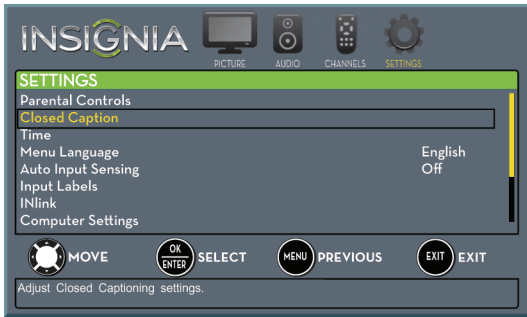 INSIGNIA
PICTURE AUDIO CHANNELS SETTINGS
SETTINGS
Parental Controls
Closed Caption
Time
Menu Language English
Auto Input Sensing Off
Input Labels
INlink
Computer Settings
MOVE OK ENTER SELECT MENU PREVIOUS EXIT EXIT
Adjust Closed Captioning settings.